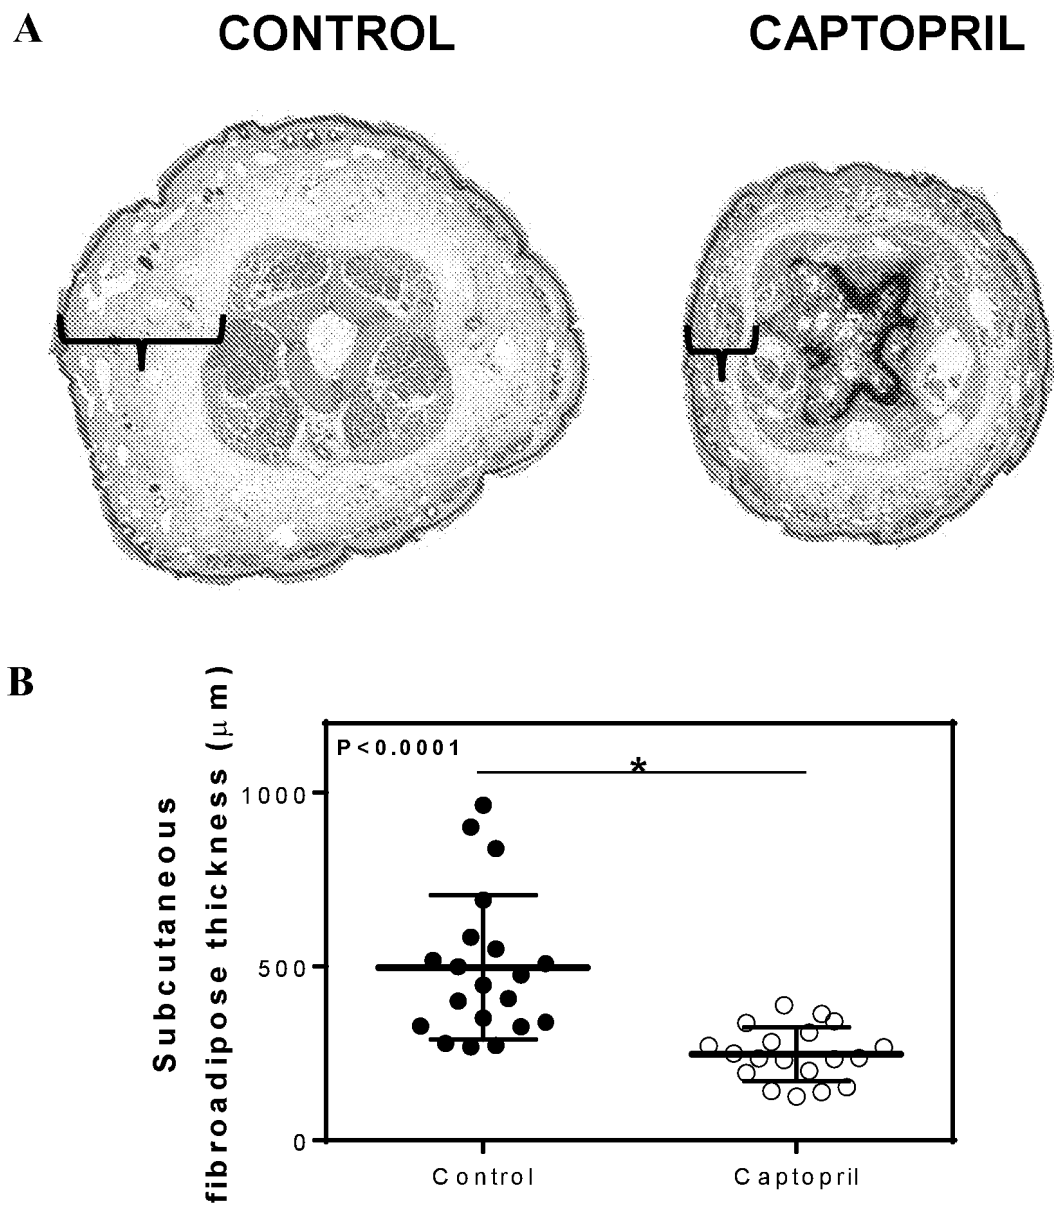 A
CONTROL
CAPTOPRIL
B
Subcutaneous
fibroadipose thickness (μm)
P<0.0001
*
1000
500
0
Control
Captopril